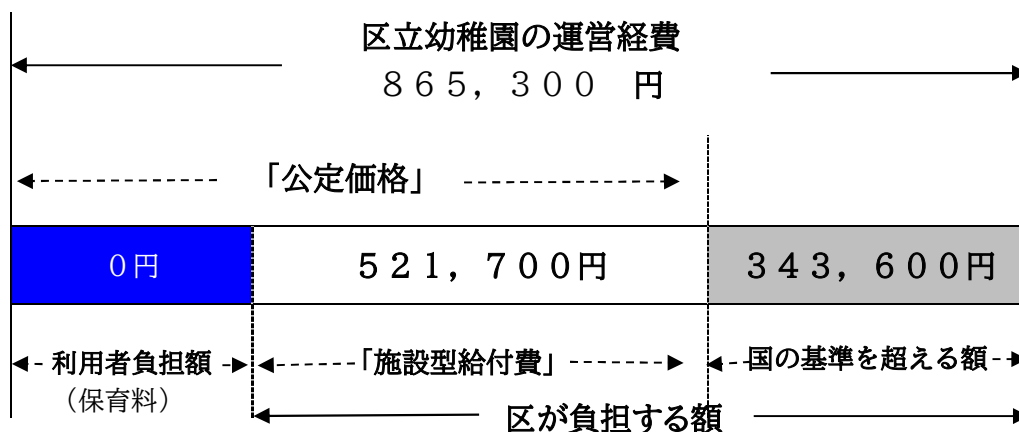 区立幼稚園の運営経費
８６５，３００　円
「公定価格」
０円
５２１，７００円
３４３，６００円
利用者負担額
（保育料）
「施設型給付費」
国の基準を超える額
区が負担する額